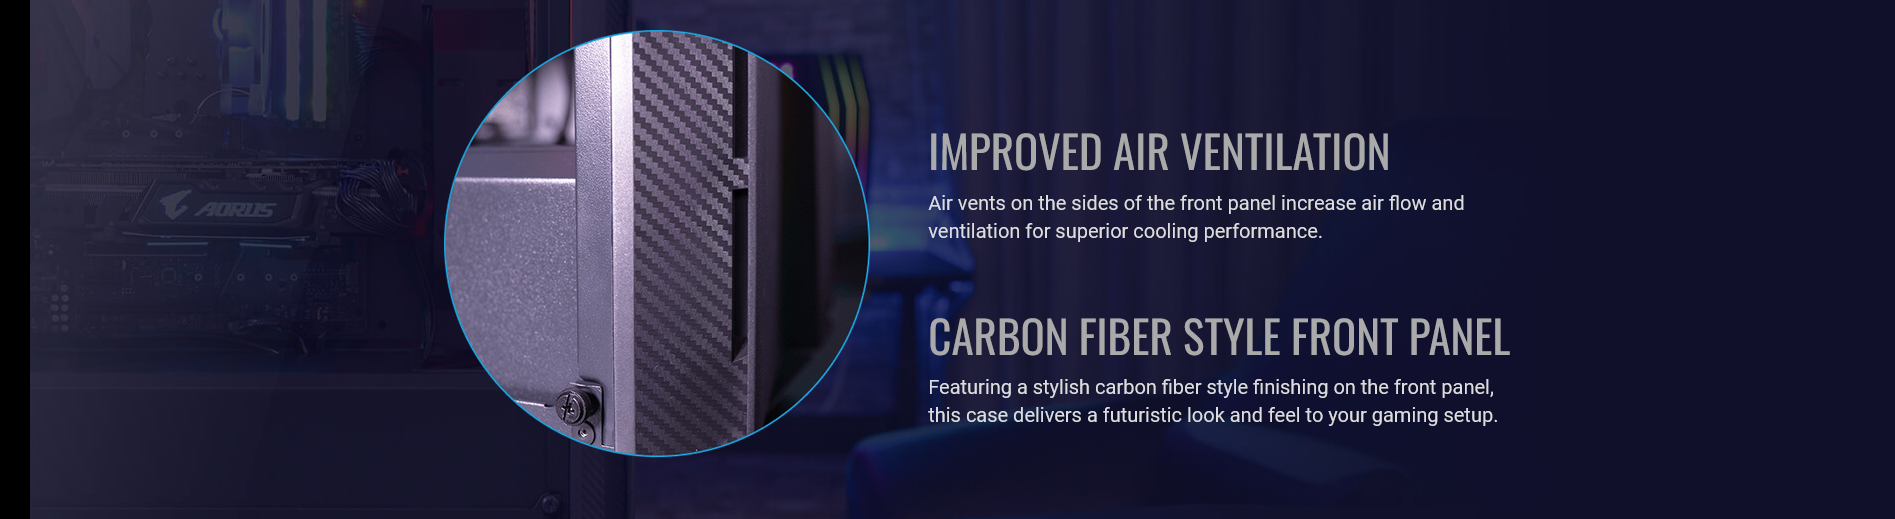 AORUS
IMPROVED AIR VENTILATION
Air vents on the sides of the front panel increase air flow and
ventilation for superior cooling performance.
CARBON FIBER STYLE FRONT PANEL
Featuring a stylish carbon fiber style finishing on the front panel,
this case delivers a futuristic look and feel to your gaming setup.